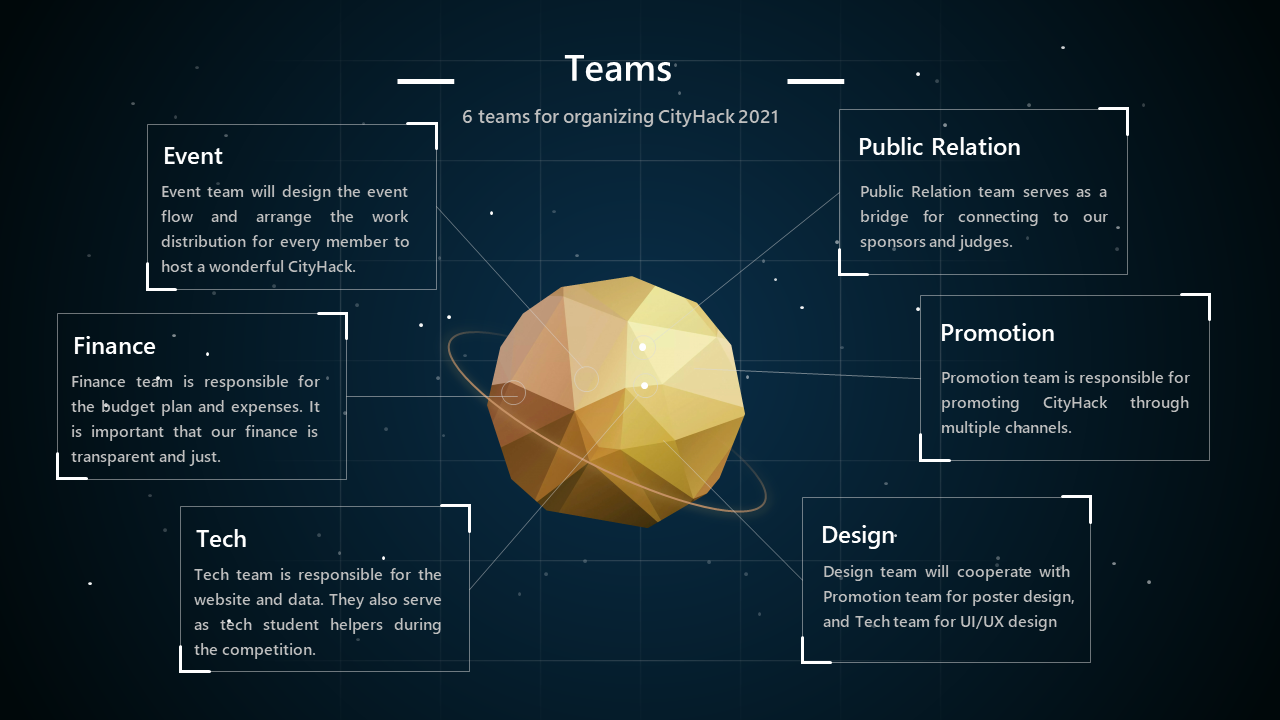 Teams
6 teams for organizing CityHack 2021
Event
Event team will design the event
flow and arrange the work
distribution for every member to
host a wonderful CityHack.
Public Relation
Public Relation team serves as a
bridge for connecting to our
sponsors and judges.
Finance
Finance team is responsible for
the budget plan and expenses. It
is important that our finance is
transparent and just.
Promotion
Promotion team is responsible for
promoting CityHack through
multiple channels.
Tech
Tech team is responsible for the
website and data. They also serve
as tech student helpers during
the competition.
Design
Design team will cooperate with
Promotion team for poster design,
and Tech team for UI/UX design